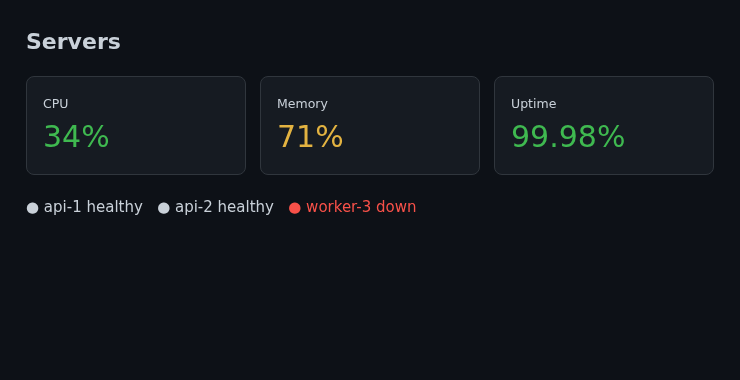 Servers
CPU
34%
Memory
71%
Uptime
99.98%
● api-1 healthy ● api-2 healthy ● worker-3 down